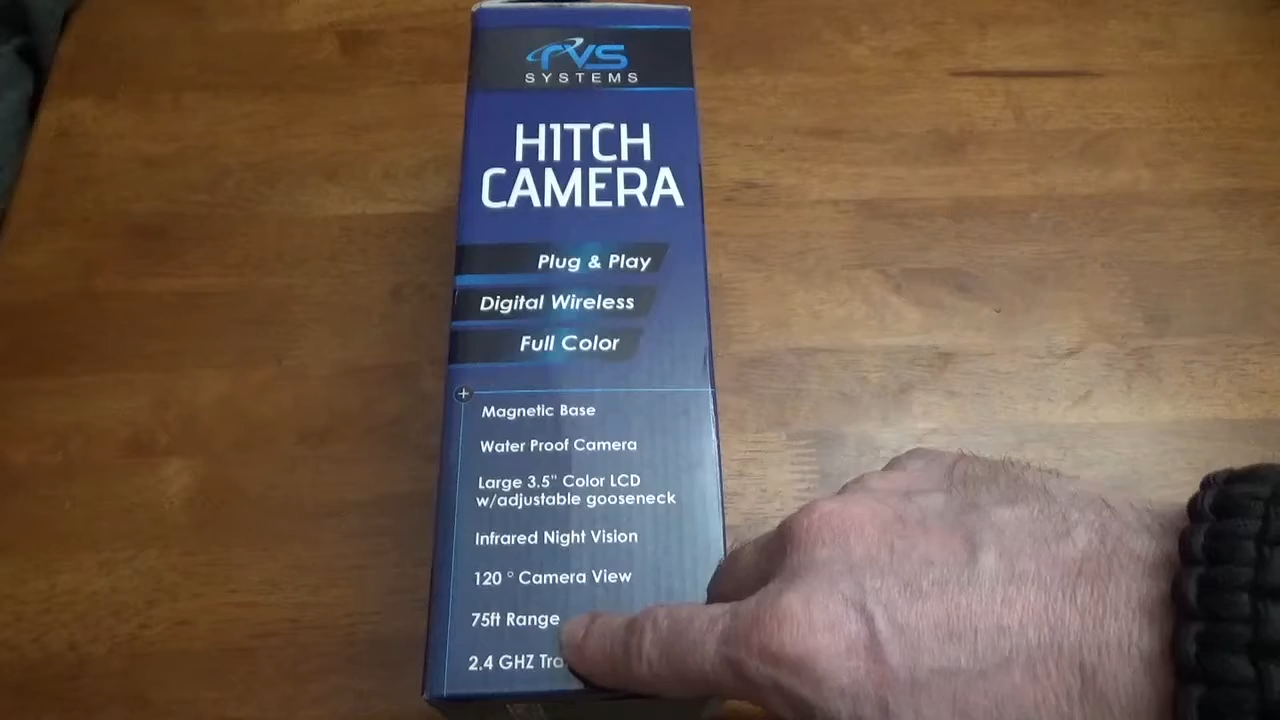 rvs
SYSTEMS
HITCH
CAMERA
Plug & Play
Digital Wireless
Full Color
Magnetic Base
Water Proof Camera
Large 3.5" Color LCD
w/adjustable gooseneck
Infrared Night Vision
120 ° Camera View
75ft Range
2.4 GHZ